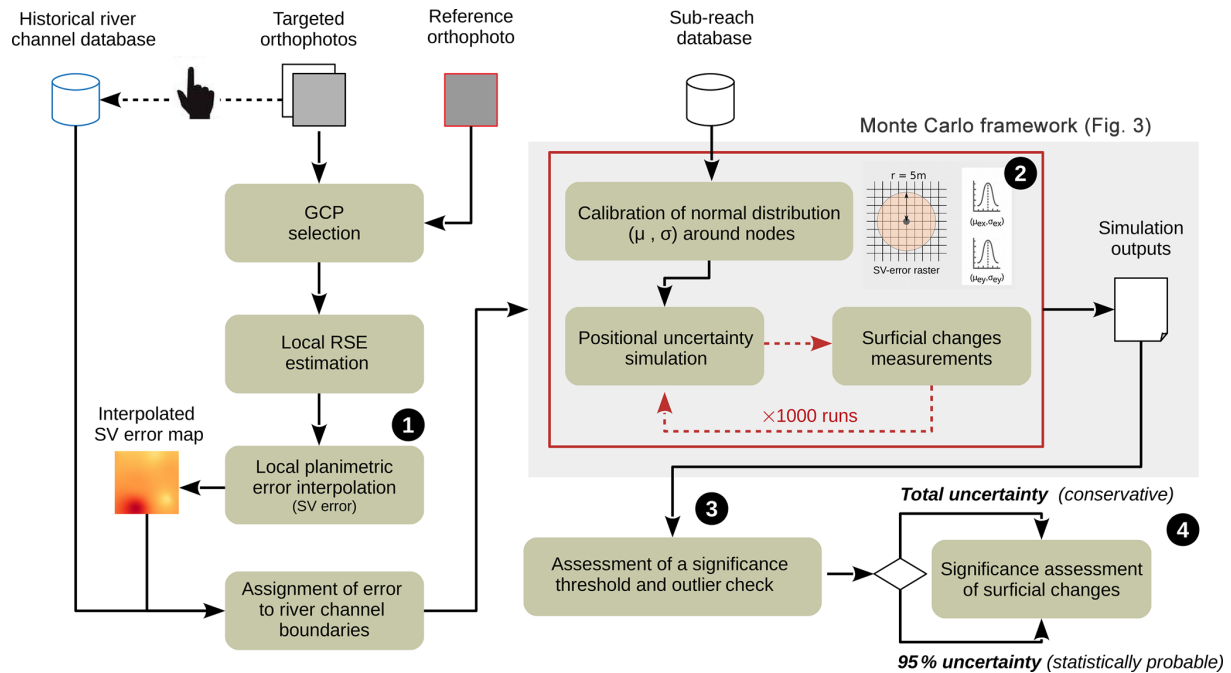 Historical river
channel database
Targeted
orthophotos
Reference
orthophoto
Sub-reach
database
Monte Carlo framework (Fig. 3)
GCP
selection
Local RSE
estimation
1
Interpolated
SV error map
Local planimetric
error interpolation
(SV error)
Assignment of error
to river channel
boundaries
2
Calibration of normal distribution
(μ , σ) around nodes
r = 5m
SV-error raster
(μex,σex)
(μey,σey)
Positional uncertainty
simulation
Surficial changes
measurements
×1000 runs
Simulation
outputs
3
Assessment of a significance
threshold and outlier check
Total uncertainty (conservative)
4
Significance assessment
of surficial changes
95 % uncertainty (statistically probable)